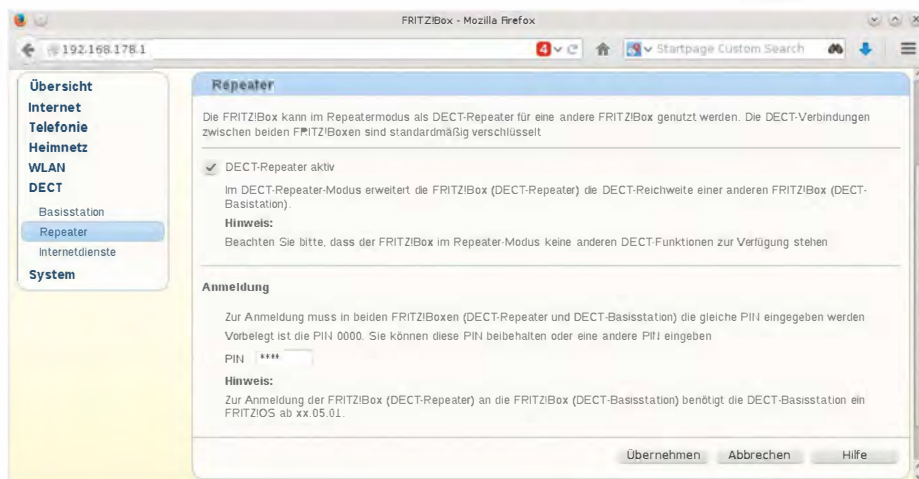 FRITZ!Box - Mozilla Firefox
192.168.178.1
4
Startpage Custom Search
Übersicht
Internet
Telefonie
Heimnetz
WLAN
DECT
Basisstation
Repeater
Internetdienste
System
Repeater
Die FRITZ!Box kann im Repeatermodus als DECT-Repeater für eine andere FRITZ!Box genutzt werden. Die DECT-Verbindungen
zwischen beiden FRITZ!Boxen sind standardmäßig verschlüsselt
DECT-Repeater aktiv
Im DECT-Repeater-Modus erweitert die FRITZ!Box (DECT-Repeater) die DECT-Reichweite einer anderen FRITZ!Box (DECT-
Basistation).
Hinweis:
Beachten Sie bitte, dass der FRITZ!Box im Repeater-Modus keine anderen DECT-Funktionen zur Verfügung stehen
Anmeldung
Zur Anmeldung muss in beiden FRITZ!Boxen (DECT-Repeater und DECT-Basisstation) die gleiche PIN eingegeben werden
Vorbelegt ist die PIN 0000. Sie können diese PIN beibehalten oder eine andere PIN eingeben
PIN ****
Hinweis:
Zur Anmeldung der FRITZ!Box (DECT-Repeater) an die FRITZ!Box (DECT-Basisstation) benötigt die DECT-Basisstation ein
FRITZ!OS ab xx.05.01.
Übernehmen Abbrechen Hilfe